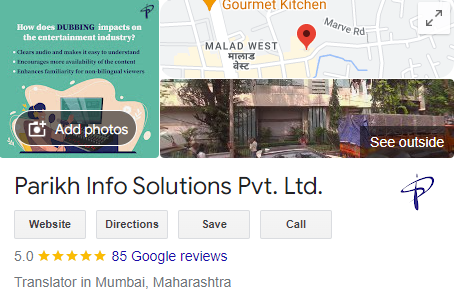 How does DUBBING impacts on
the entertainment industry?
• Clears audio and makes it easy to understand
• Encourages more availability of the content
• Enhances familiarity for non-bilingual viewers
Add photos
Gourmet Kitchen
Marve Rd
MALAD WEST
मालाड
वेस्ट
See outside
Parikh Info Solutions Pvt. Ltd.
Website
Directions
Save
Call
5.0 ★★★★★ 85 Google reviews
Translator in Mumbai, Maharashtra